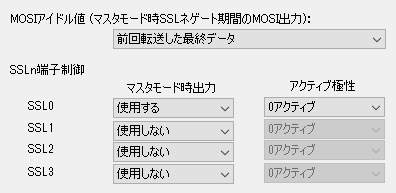 MOSIアイドル値 (マスタモード時SSLネゲート期間のMOSI出力):
前回転送した最終データ
SSLn端子制御
マスタモード時出力 アクティブ極性
SSL0 使用する 0アクティブ
SSL1 使用しない 0アクティブ
SSL2 使用しない 0アクティブ
SSL3 使用しない 0アクティブ